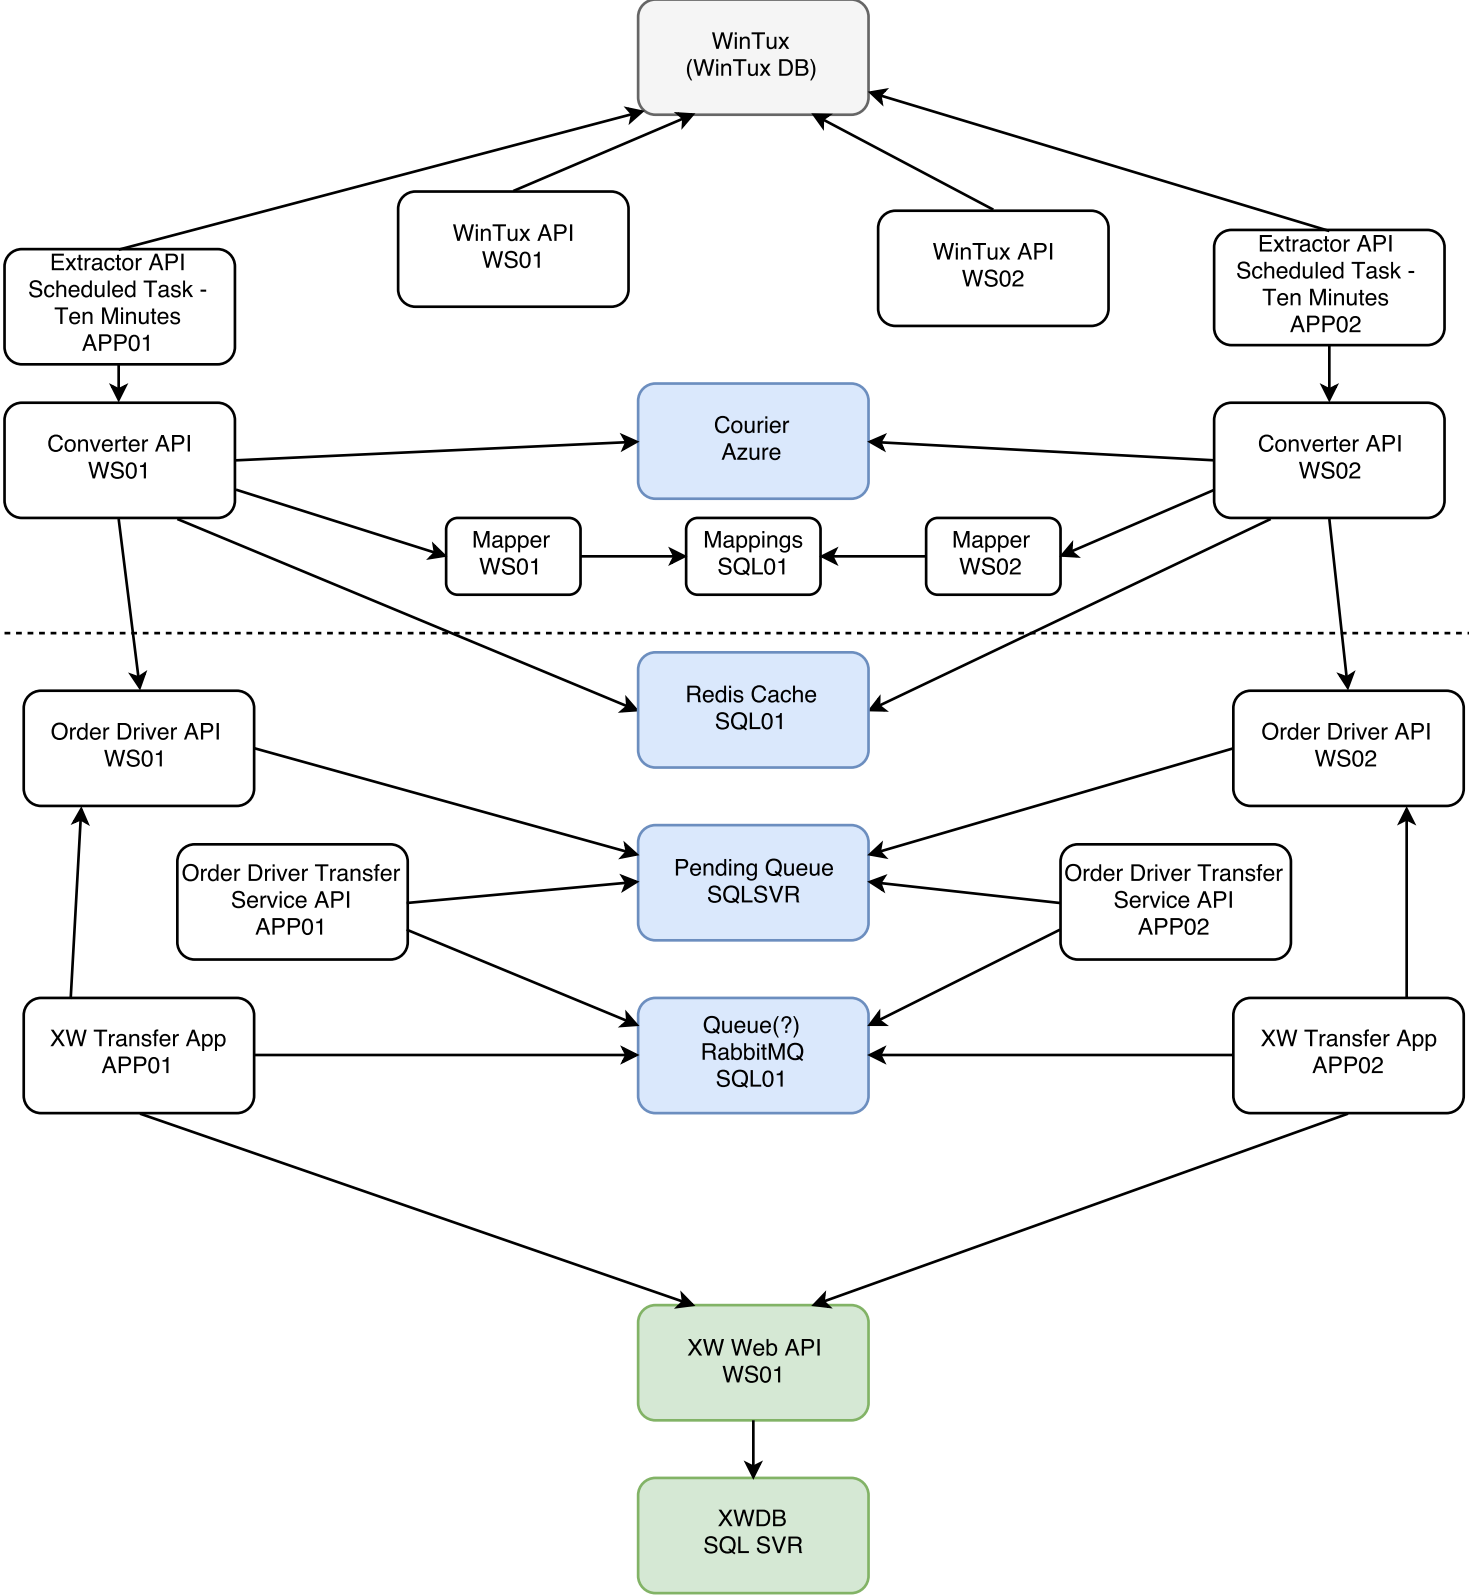 WinTux
(WinTux DB)
WinTux API
WS01
WinTux API
WS02
Extractor API
Scheduled Task -
Ten Minutes
APP01
Extractor API
Scheduled Task -
Ten Minutes
APP02
Converter API
WS01
Courier
Azure
Converter API
WS02
Mapper
WS01
Mappings
SQL01
Mapper
WS02
Redis Cache
SQL01
Order Driver API
WS01
Order Driver API
WS02
Pending Queue
SQLSVR
Order Driver Transfer
Service API
APP01
Order Driver Transfer
Service API
APP02
XW Transfer App
APP01
Queue(?)
RabbitMQ
SQL01
XW Transfer App
APP02
XW Web API
WS01
XWDB
SQL SVR